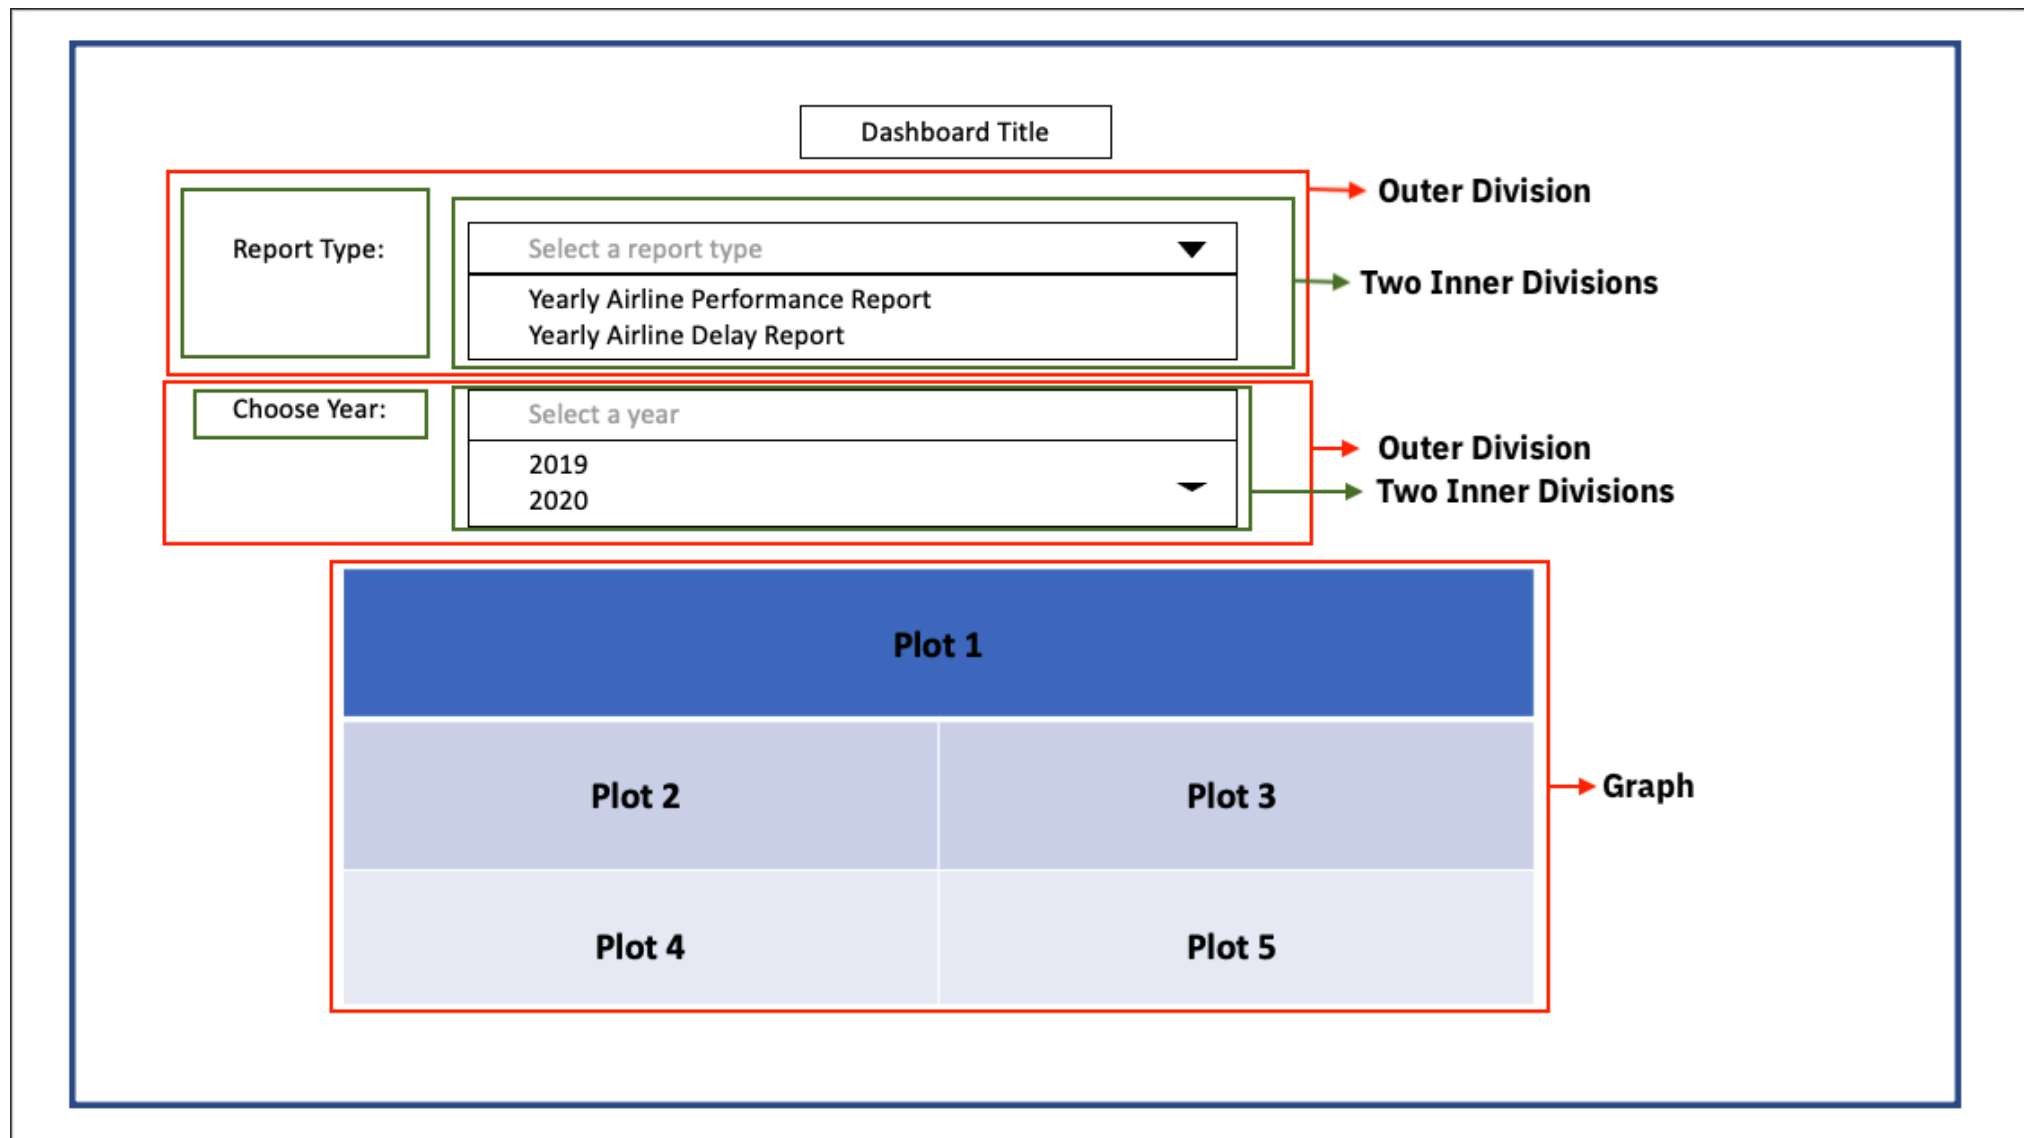 Dashboard Title
Outer Division
Report Type:
Select a report type
Two Inner Divisions
Yearly Airline Performance Report
Yearly Airline Delay Report
Choose Year:
Select a year
Outer Division
2019
Two Inner Divisions
2020
Plot 1
Plot 2
Plot 3
Graph
Plot 4
Plot 5